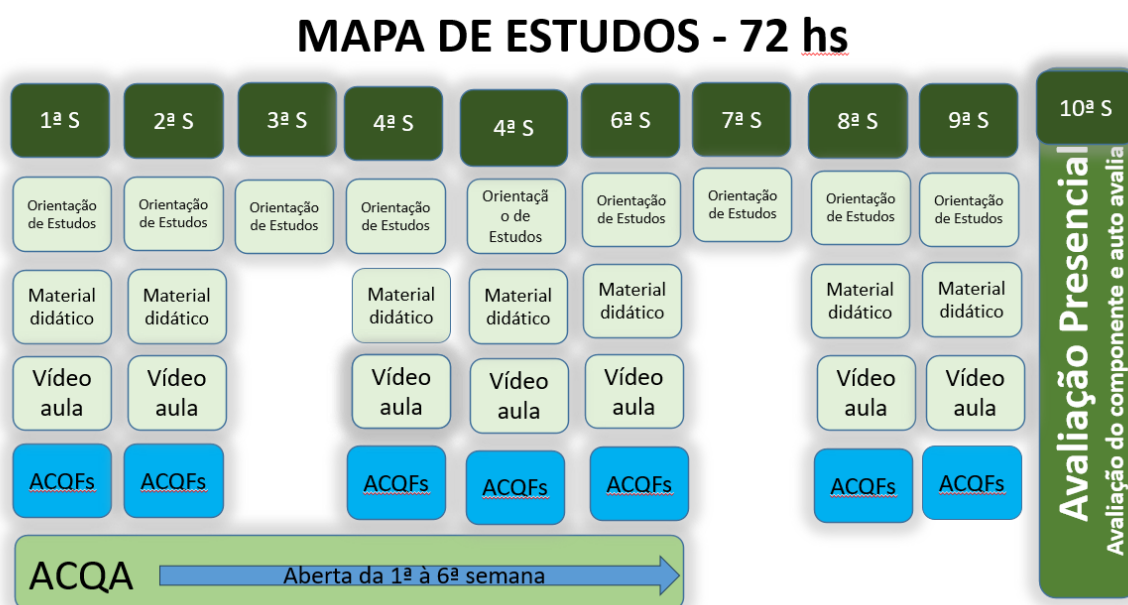 MAPA DE ESTUDOS - 72 hs
1ª S
2ª S
3ª S
4ª S
4ª S
6ª S
7ª S
8ª S
9ª S
10ª S
Orientação
de Estudos
Orientação
de Estudos
Orientação
de Estudos
Orientação
de Estudos
Orientaçã
o de
Estudos
Orientação
de Estudos
Orientação
de Estudos
Orientação
de Estudos
Orientação
de Estudos
Material
didático
Material
didático
Material
didático
Material
didático
Material
didático
Material
didático
Material
didático
Vídeo
aula
Vídeo
aula
Vídeo
aula
Vídeo
aula
Vídeo
aula
Vídeo
aula
Vídeo
aula
ACQFs
ACQFs
ACQFs
ACQFs
ACQFs
ACQFs
ACQFs
ACQA
Aberta da 1ª à 6ª semana
Avaliação Presencial
Avaliação do componente e auto avalia